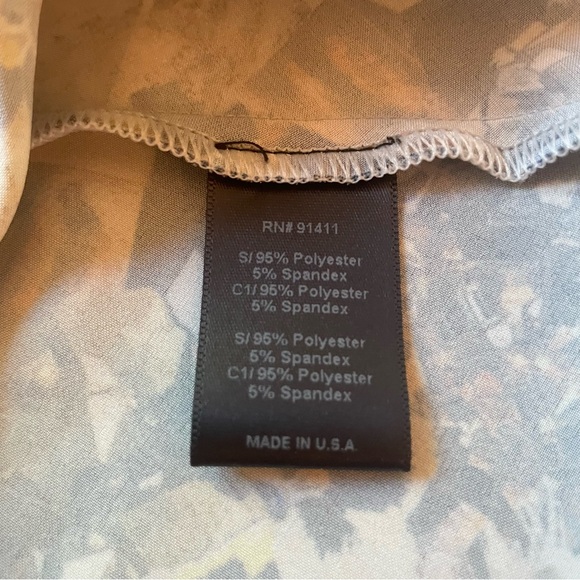 RN# 91411
S/ 95% Polyester
5% Spandex
C1/ 95% Polyester
5% Spandex
S/ 95% Polyester
5% Spandex
C1/ 95% Polyester
5% Spandex
MADE IN U.S.A